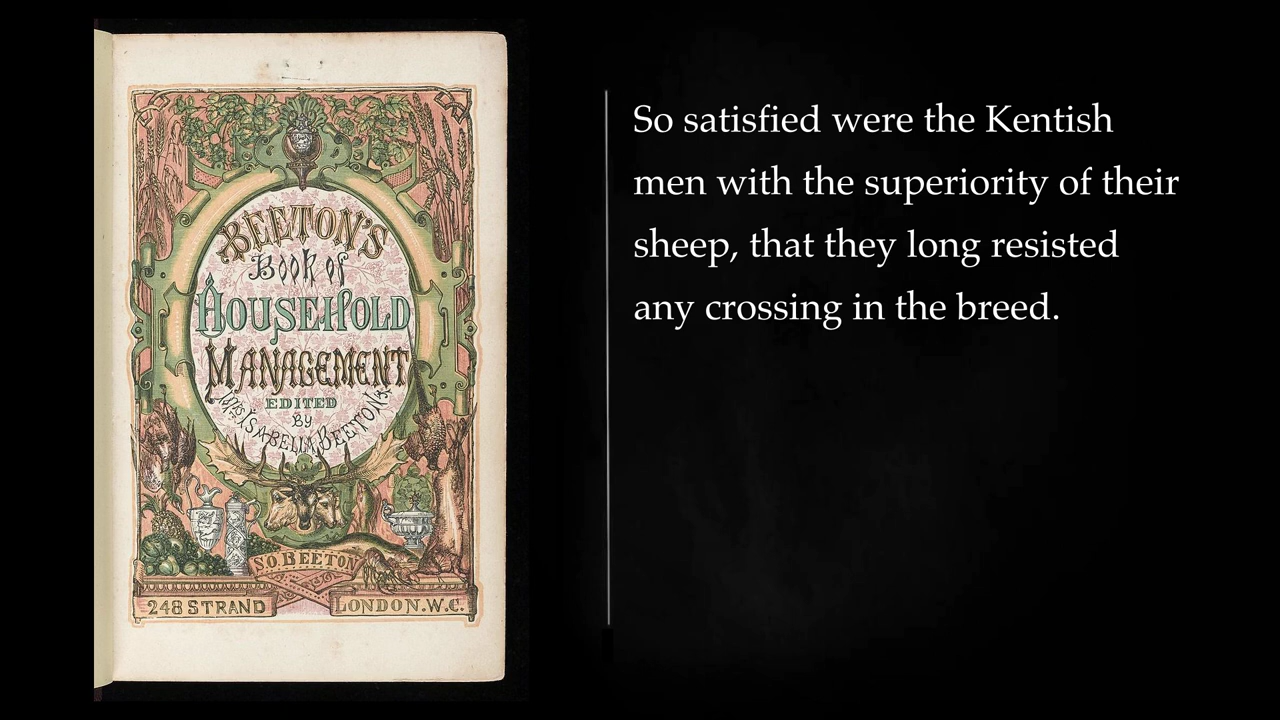 BEETON'S
Book of
HOUSEHOLD
MANAGEMENT
EDITED
BY
MRS ISABELLA BEETON
S.O. BEETON
248 STRAND
LONDON. W.C.
So satisfied were the Kentish
men with the superiority of their
sheep, that they long resisted
any crossing in the breed.